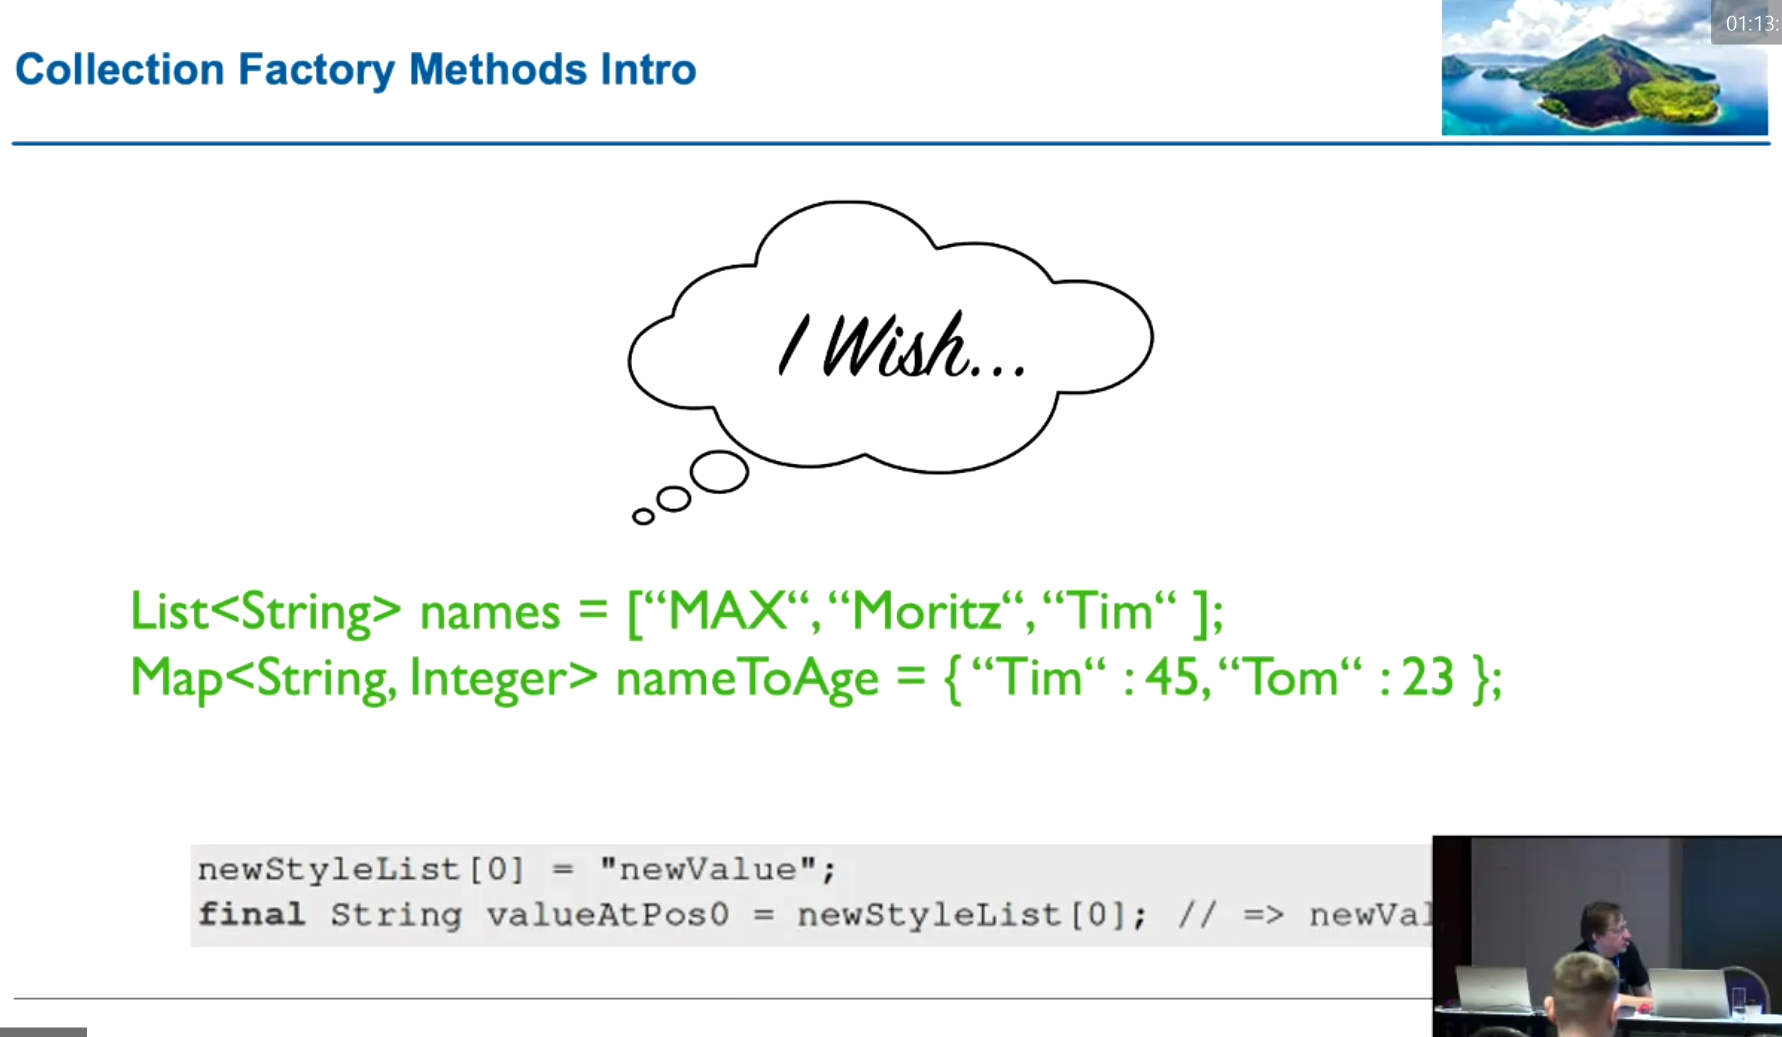 Collection Factory Methods Intro
01:13:
I Wish...
List<String> names = [“MAX“,“Moritz“,“Tim“ ];
Map<String, Integer> nameToAge = { “Tim“ : 45,“Tom“ : 23 };
newStyleList[0] = "newValue";
final String valueAtPos0 = newStyleList[0]; // => newVal